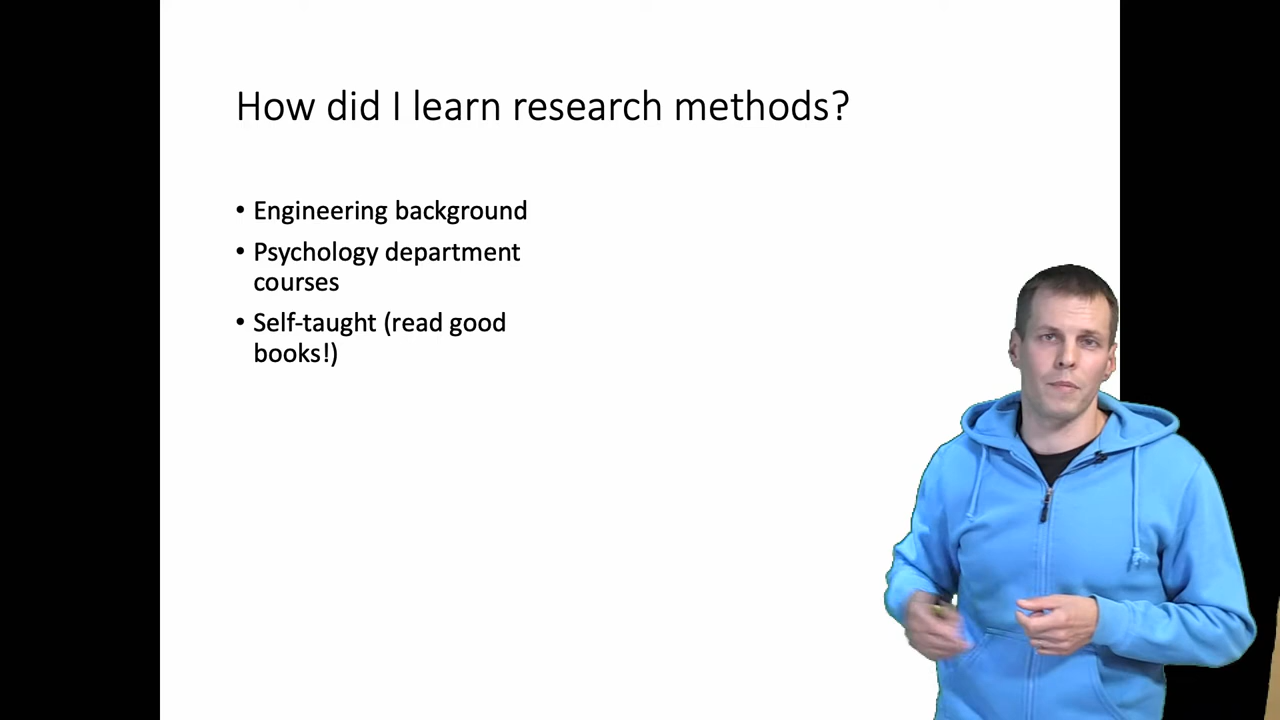 How did I learn research methods?
• Engineering background
• Psychology department
courses
• Self-taught (read good
books!)